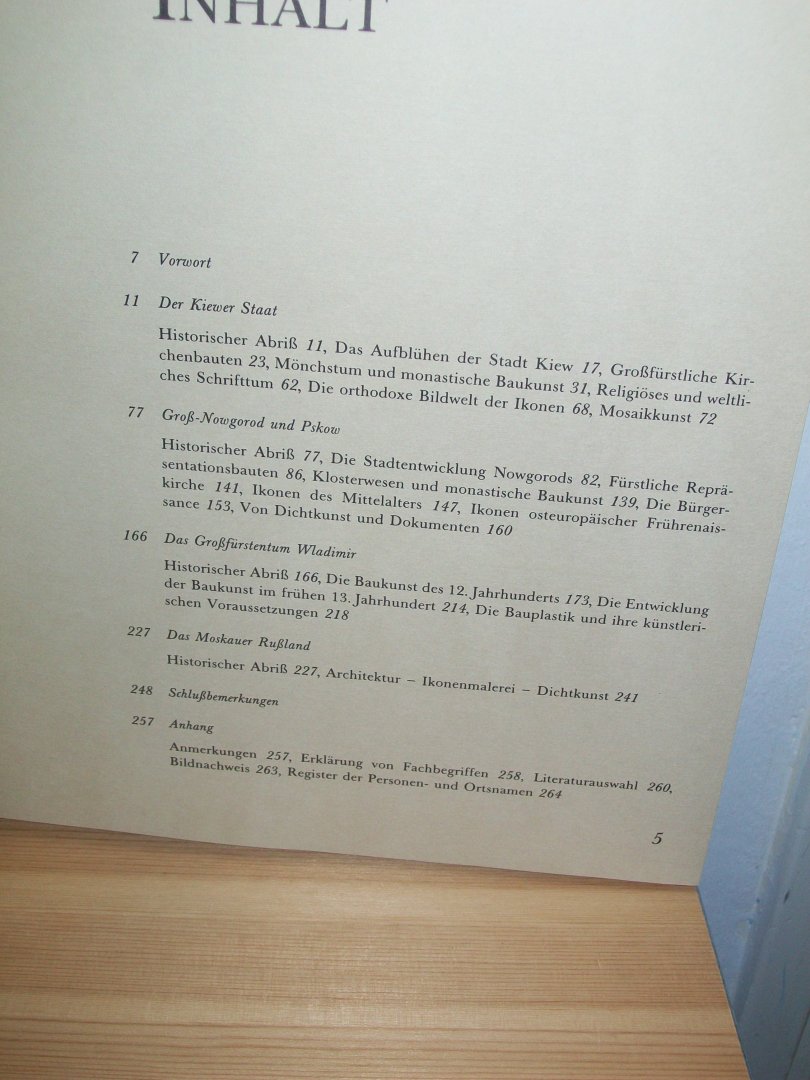 INHALT
7 Vorwort
11 Der Kiewer Staat
Historischer Abriß 11, Das Aufblühen der Stadt Kiew 17, Großfürstliche Kir-
chenbauten 23, Mönchstum und monastische Baukunst 31, Religiöses und weltli-
ches Schrifttum 62, Die orthodoxe Bildwelt der Ikonen 68, Mosaikkunst 72
77 Groß-Nowgorod und Pskow
Historischer Abriß 77, Die Stadtentwicklung Nowgorods 82, Fürstliche Reprä-
sentationsbauten 86, Klosterwesen und monastische Baukunst 139, Die Bürger-
kirche 141, Ikonen des Mittelalters 147, Ikonen osteuropäischer Frührenais-
sance 153, Von Dichtkunst und Dokumenten 160
166 Das Großfürstentum Wladimir
Historischer Abriß 166, Die Baukunst des 12. Jahrhunderts 173, Die Entwicklung
der Baukunst im frühen 13. Jahrhundert 214, Die Bauplastik und ihre künstleri-
schen Voraussetzungen 218
227 Das Moskauer Rußland
Historischer Abriß 227, Architektur – Ikonenmalerei – Dichtkunst 241
248 Schlußbemerkungen
257 Anhang
Anmerkungen 257, Erklärung von Fachbegriffen 258, Literaturauswahl 260,
Bildnachweis 263, Register der Personen- und Ortsnamen 264
5